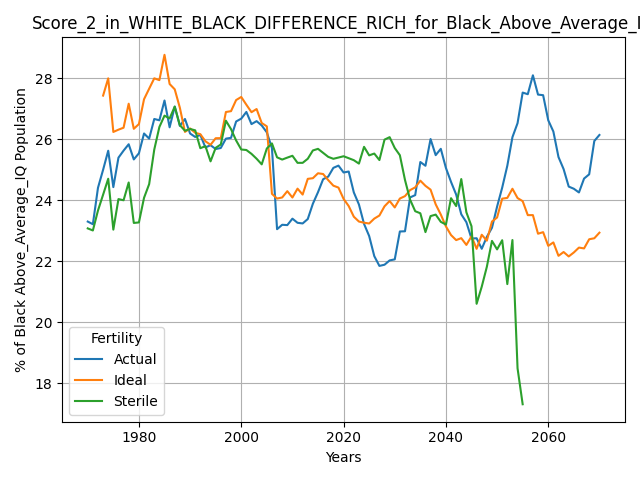 Score_2_in_WHITE_BLACK_DIFFERENCE_RICH_for_Black_Above_Average_I
% of Black Above_Average_IQ Population
28
26
24
22
20
18
Fertility
Actual
Ideal
Sterile
1980
2000
2020
2040
2060
Years